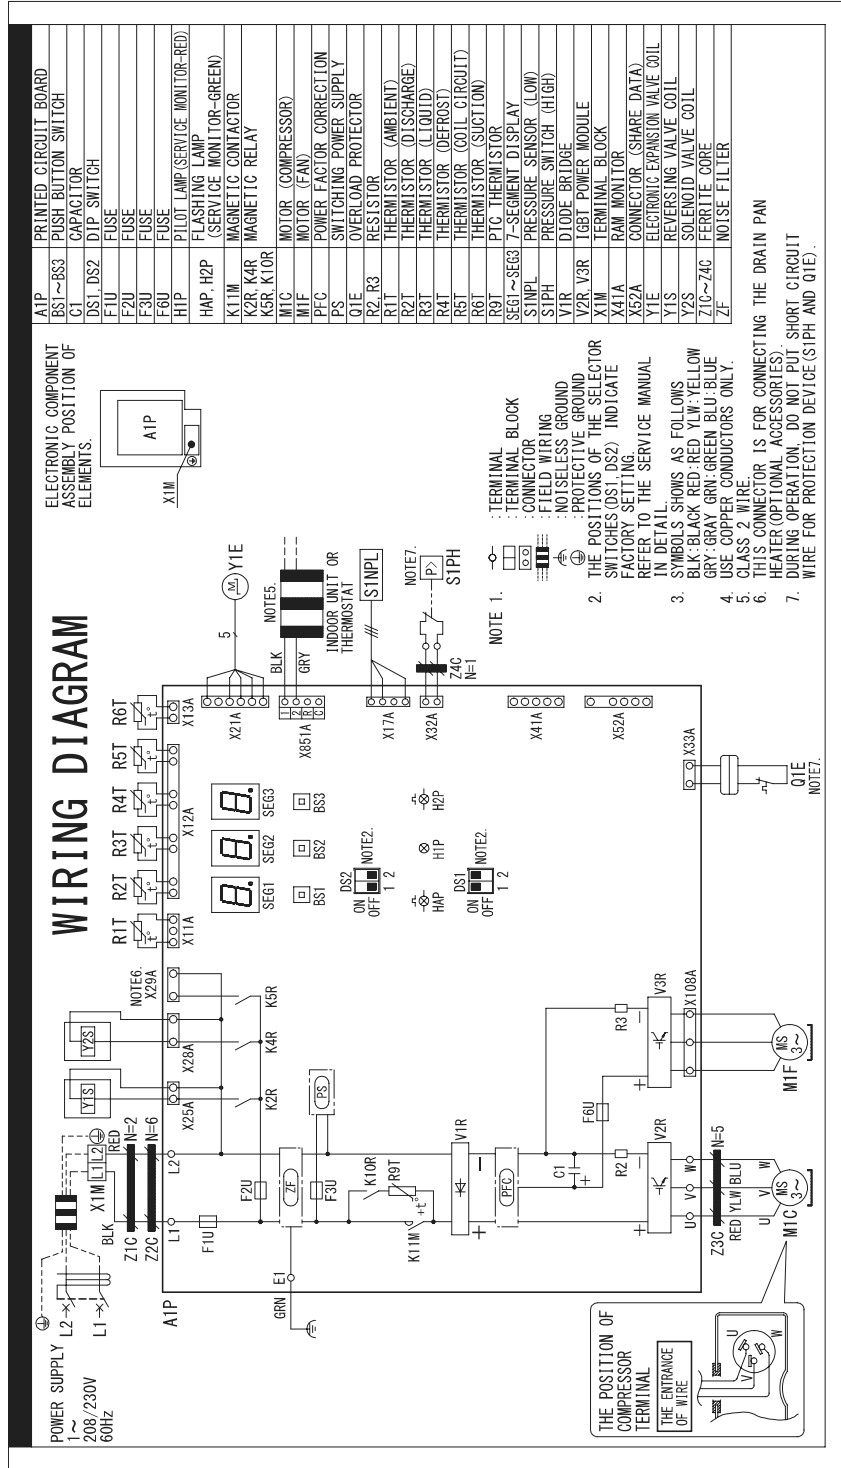 WIRING DIAGRAM
POWER SUPPLY
1~
208/230V
60Hz
L2
L1
X1M
L1 L2
BLK
RED
Z1C
N=2
Z2C
N=6
L1
L2
A1P
Y1S
Y2S
X25A
X28A
NOTE6.
X29A
K2R
K4R
K5R
F1U
F2U
ZF
F3U
PS
GRN
E1
K10R
R9T
+t°
K11M
V1R
+
–
PFC
C1
+
F6U
R2
R3
+
–
V2R
+
–
V3R
X108A
U
V
W
Z3C
N=5
RED YLW BLU
U
V
W
MS
3~
M1C
MS
3~
M1F
R1T
R2T
R3T
R4T
R5T
R6T
t°
t°
t°
t°
t°
t°
X11A
X12A
X13A
SEG1
SEG2
SEG3
BS1
BS2
BS3
DS2
ON
OFF
1 2
NOTE2.
HAP
H1P
H2P
DS1
ON
OFF
1 2
NOTE2.
X21A
5
M
Y1E
X851A
1
2
R
C
BLK
GRY
NOTE5.
INDOOR UNIT OR
THERMOSTAT
X17A
S1NPL
X32A
Z4C
N=1
NOTE7.
P>
S1PH
X41A
X52A
X33A
Q1E
NOTE7.
THE POSITION OF
COMPRESSOR
TERMINAL
THE ENTRANCE
OF WIRE
U
V
W
ELECTRONIC COMPONENT
ASSEMBLY POSITION OF
ELEMENTS.
A1P
X1M
NOTE 1.
:TERMINAL
:TERMINAL BLOCK
:CONNECTOR
:FIELD WIRING
:NOISELESS GROUND
:PROTECTIVE GROUND
2. THE POSITIONS OF THE SELECTOR
SWITCHES(DS1,DS2) INDICATE
FACTORY SETTING.
REFER TO THE SERVICE MANUAL
IN DETAIL.
3. SYMBOLS SHOWS AS FOLLOWS
BLK:BLACK RED:RED YLW:YELLOW
GRY:GRAY GRN:GREEN BLU:BLUE
4. USE COPPER CONDUCTORS ONLY.
5. CLASS 2 WIRE.
6. THIS CONNECTOR IS FOR CONNECTING THE DRAIN PAN
HEATER(OPTIONAL ACCESSORIES).
7. DURING OPERATION, DO NOT PUT SHORT CIRCUIT
WIRE FOR PROTECTION DEVICE(S1PH AND Q1E).
A1P PRINTED CIRCUIT BOARD
BS1~BS3 PUSH BUTTON SWITCH
C1 CAPACITOR
DS1, DS2 DIP SWITCH
F1U FUSE
F2U FUSE
F3U FUSE
F6U FUSE
H1P PILOT LAMP(SERVICE MONITOR-RED)
HAP, H2P FLASHING LAMP
(SERVICE MONITOR-GREEN)
K11M MAGNETIC CONTACTOR
K2R, K4R MAGNETIC RELAY
K5R, K10R
M1C MOTOR (COMPRESSOR)
M1F MOTOR (FAN)
PFC POWER FACTOR CORRECTION
PS SWITCHING POWER SUPPLY
Q1E OVERLOAD PROTECTOR
R2, R3 RESISTOR
R1T THERMISTOR (AMBIENT)
R2T THERMISTOR (DISCHARGE)
R3T THERMISTOR (LIQUID)
R4T THERMISTOR (DEFROST)
R5T THERMISTOR (COIL CIRCUIT)
R6T THERMISTOR (SUCTION)
R9T PTC THERMISTOR
SEG1~SEG3 7-SEGMENT DISPLAY
S1NPL PRESSURE SENSOR (LOW)
S1PH PRESSURE SWITCH (HIGH)
V1R DIODE BRIDGE
V2R, V3R IGBT POWER MODULE
X1M TERMINAL BLOCK
X41A RAM MONITOR
X52A CONNECTOR (SHARE DATA)
Y1E ELECTRONIC EXPANSION VALVE COIL
Y1S REVERSING VALVE COIL
Y2S SOLENOID VALVE COIL
Z1C~Z4C FERRITE CORE
ZF NOISE FILTER